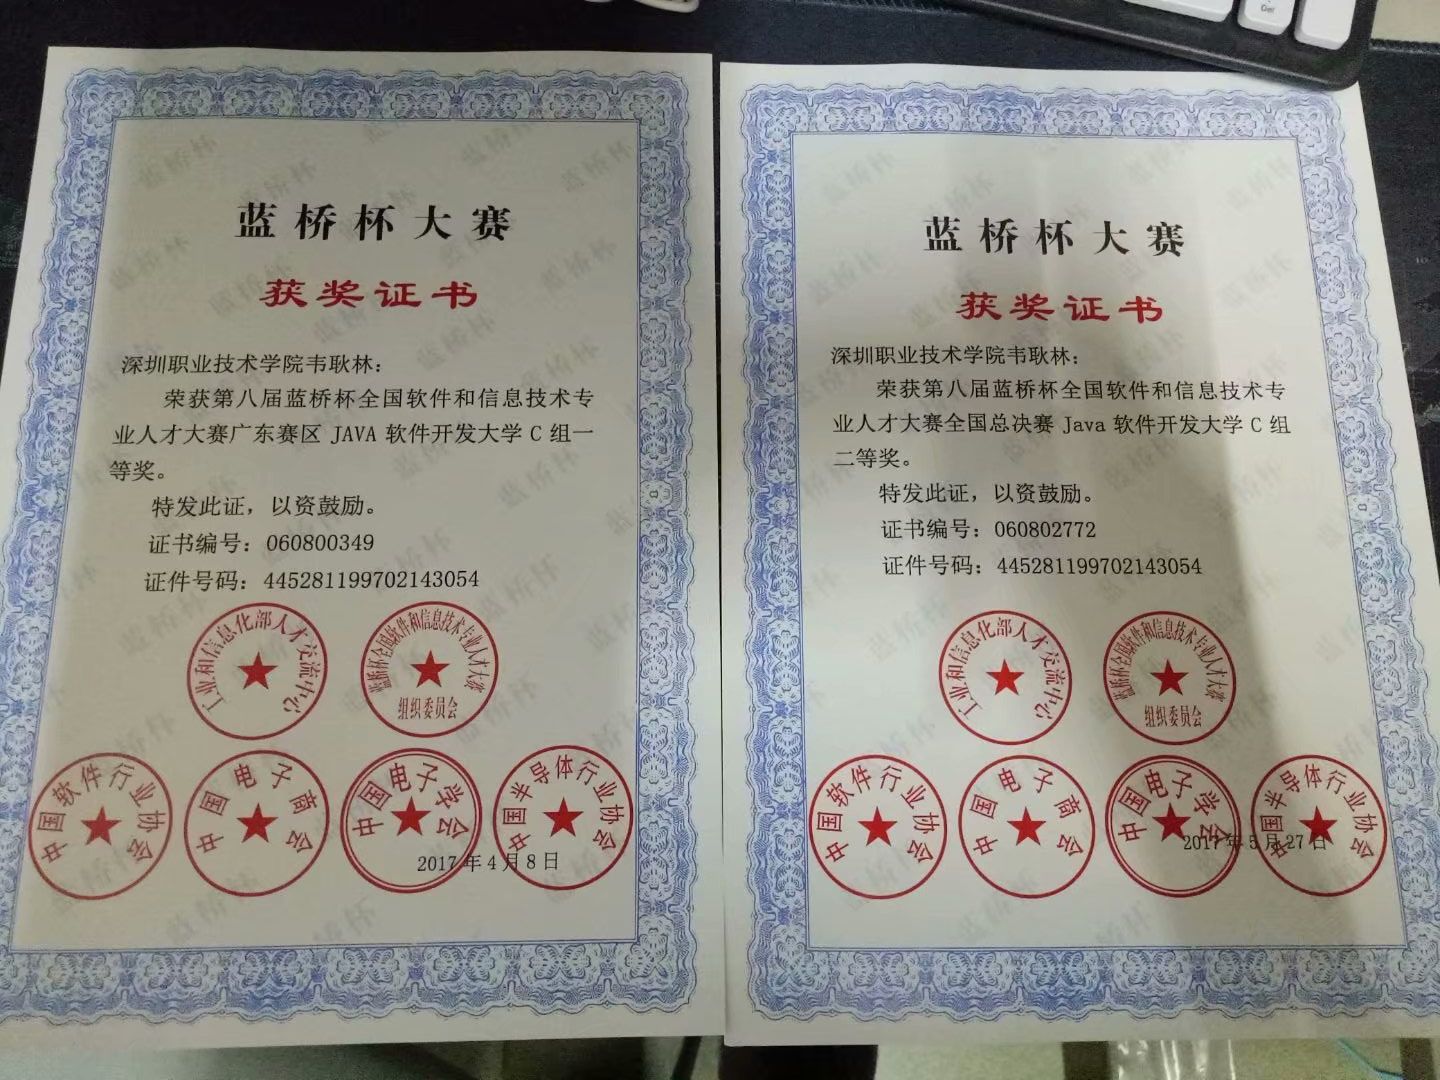 蓝桥杯大赛
获奖证书
深圳职业技术学院韦耿林：
荣获第八届蓝桥杯全国软件和信息技术专
业人才大赛广东赛区 JAVA 软件开发大学 C 组一
等奖。
特发此证，以资鼓励。
证书编号：060800349
证件号码：445281199702143054
工业和信息化部人才交流中心
蓝桥杯全国软件和信息技术专业人才大赛
组织委员会
中国软件行业协会
中国电子商会
中国电子学会
中国半导体行业协会
2017 年 4 月 8 日
蓝桥杯大赛
获奖证书
深圳职业技术学院韦耿林：
荣获第八届蓝桥杯全国软件和信息技术专
业人才大赛全国总决赛 Java 软件开发大学 C 组
二等奖。
特发此证，以资鼓励。
证书编号：060802772
证件号码：445281199702143054
工业和信息化部人才交流中心
蓝桥杯全国软件和信息技术专业人才大赛
组织委员会
中国软件行业协会
中国电子商会
中国电子学会
中国半导体行业协会
2017 年 5 月 27 日
Del